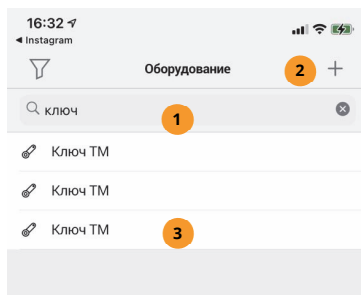 16:32
◀ Instagram
Оборудование 2 +
ключ 1
Ключ ТМ
Ключ ТМ
Ключ ТМ 3